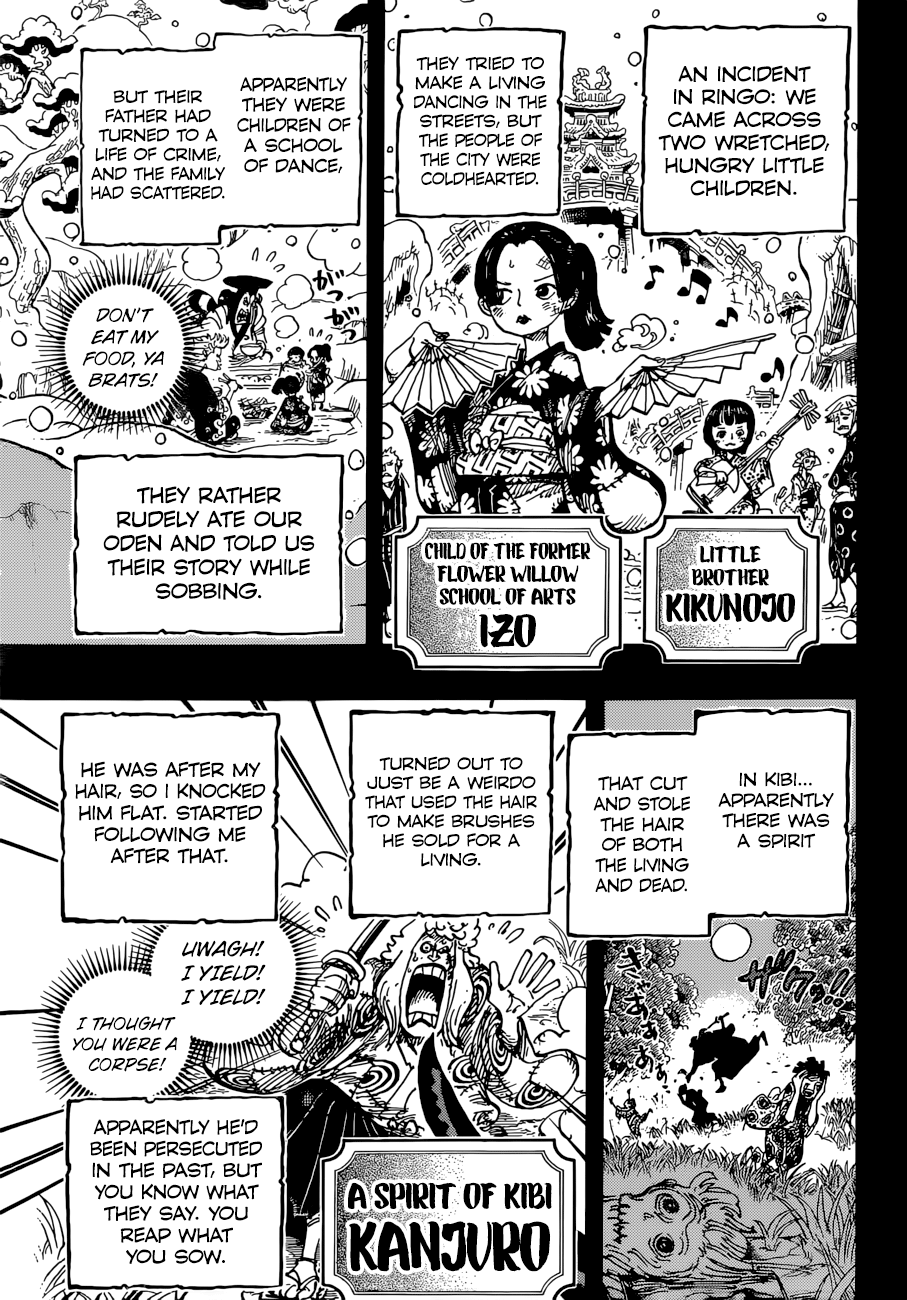 AN INCIDENT
IN RINGO: WE
CAME ACROSS
TWO WRETCHED,
HUNGRY LITTLE
CHILDREN.
THEY TRIED TO
MAKE A LIVING
DANCING IN THE
STREETS, BUT
THE PEOPLE OF
THE CITY WERE
COLDHEARTED.
LITTLE
BROTHER
KIKUNOJO
CHILD OF THE FORMER
FLOWER WILLOW
SCHOOL OF ARTS
IZO
APPARENTLY
THEY WERE
CHILDREN OF
A SCHOOL
OF DANCE,
BUT THEIR
FATHER HAD
TURNED TO A
LIFE OF CRIME,
AND THE FAMILY
HAD SCATTERED.
がつがつ
DON'T
EAT MY
FOOD, YA
BRATS!
THEY RATHER
RUDELY ATE OUR
ODEN AND TOLD US
THEIR STORY WHILE
SOBBING.
IN KIBI...
APPARENTLY
THERE WAS
A SPIRIT
THAT CUT
AND STOLE
THE HAIR
OF BOTH
THE LIVING
AND DEAD.
ザワッ!!
TURNED OUT TO
JUST BE A WEIRDO
THAT USED THE HAIR
TO MAKE BRUSHES
HE SOLD FOR A
LIVING.
HE WAS AFTER MY
HAIR, SO I KNOCKED
HIM FLAT. STARTED
FOLLOWING ME
AFTER THAT.
UWAGH!
I YIELD!
I YIELD!
I THOUGHT
YOU WERE A
CORPSE!
APPARENTLY HE'D
BEEN PERSECUTED
IN THE PAST, BUT
YOU KNOW WHAT
THEY SAY. YOU
REAP WHAT
YOU SOW.
A SPIRIT OF KIBI
KANJURO